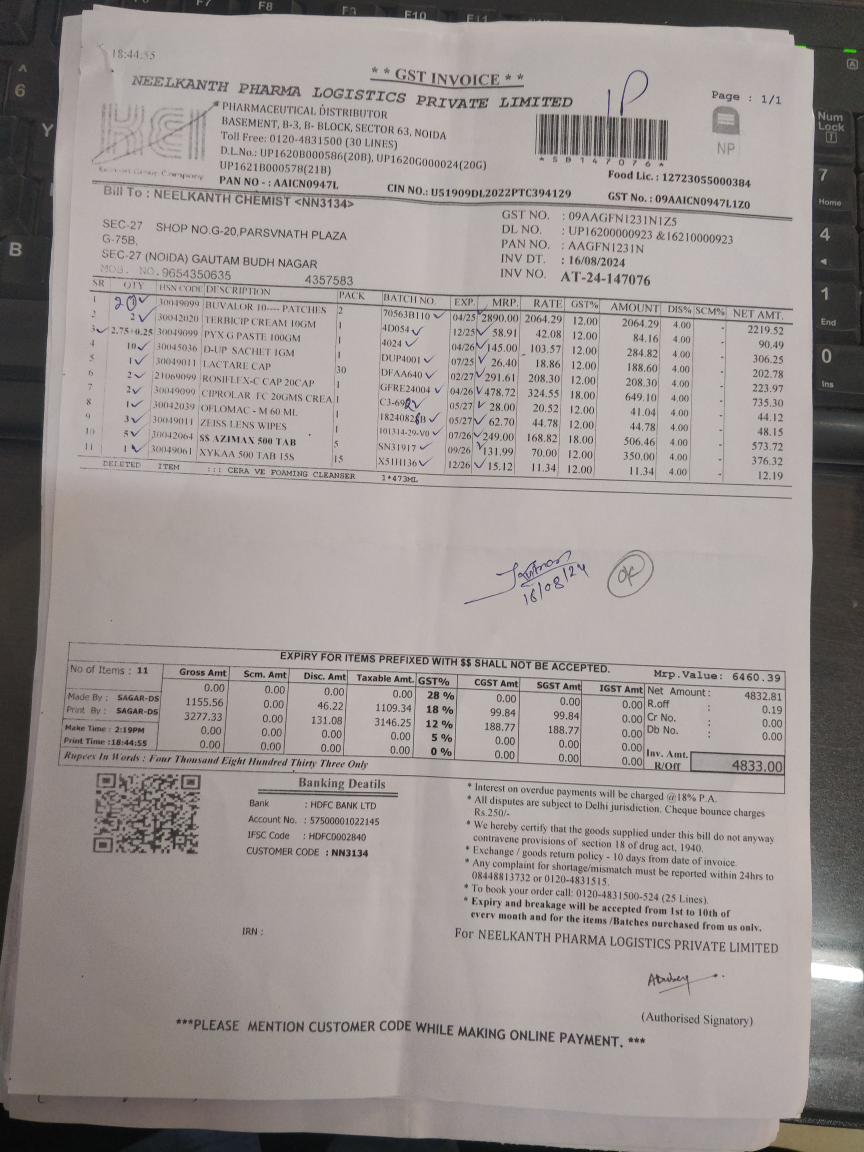 18:44:55
* * GST INVOICE * *
NEELKANTH PHARMA LOGISTICS PRIVATE LIMITED
IP
Page : 1/1
KEI
PHARMACEUTICAL DISTRIBUTOR
BASEMENT, B-3, B- BLOCK, SECTOR 63, NOIDA
Toll Free: 0120-4831500 (30 LINES)
D.L.No.: UP1620B000586(20B), UP1620G000024(20G)
UP1621B000578(21B)
*SB147076*
NP
PAN NO - : AAICN0947L
CIN NO.: U51909DL2022PTC394129
Food Lic. : 12723055000384
GST No. : 09AAICN0947L1Z0
Bill To : NEELKANTH CHEMIST <NN3134>
SEC-27 SHOP NO.G-20,PARSVNATH PLAZA
G-75B,
SEC-27 (NOIDA) GAUTAM BUDH NAGAR
MOB. NO.9654350635 4357583
GST NO. : 09AAGFN1231N1Z5
DL NO. : UP16200000923 &16210000923
PAN NO. : AAGFN1231N
INV DT. : 16/08/2024
INV NO. AT-24-147076
SR QTY HSN CODE DESCRIPTION PACK BATCH NO. EXP. MRP. RATE GST% AMOUNT DIS% SCM% NET AMT.
1 20 30049099 BUVALOR 10---- PATCHES 2 70563B110 04/25 2890.00 2064.29 12.00 2064.29 4.00 - 2219.52
2 2 30042020 TERBICIP CREAM 10GM 1 4D054 12/25 58.91 42.08 12.00 84.16 4.00 - 90.49
3 2.75+0.25 30049099 PYX G PASTE 100GM 1 4024 04/26 145.00 103.57 12.00 284.82 4.00 - 306.25
4 10 30045036 D-UP SACHET 1GM 1 DUP4001 07/25 26.40 18.86 12.00 188.60 4.00 - 202.78
5 1 30049011 LACTARE CAP 30 DFAA640 02/27 291.61 208.30 12.00 208.30 4.00 - 223.97
6 2 21069099 ROSIFLEX-C CAP 20CAP 1 GFRE24004 04/26 478.72 324.55 18.00 649.10 4.00 - 735.30
7 2 30049099 CIPROLAR FC 20GMS CREA 1 05/27 28.00 20.52 12.00 41.04 4.00 - 44.12
8 1 30042039 OFLOMAC - M 60 ML 1 05/27 62.70 44.78 12.00 44.78 4.00 - 48.15
9 3 30049011 ZEISS LENS WIPES 1 101314-29-V0 07/26 249.00 168.82 18.00 506.46 4.00 - 573.72
10 5 30042064 SS AZIMAX 500 TAB 5 SN31917 09/26 131.99 70.00 12.00 350.00 4.00 - 376.32
11 1 30049061 XYKAA 500 TAB 15S 15 X51H136 12/26 15.12 11.34 12.00 11.34 4.00 - 12.19
DELETED ITEM ::: CERA VE FOAMING CLEANSER 1*473ML
16/08/24
OK
EXPIRY FOR ITEMS PREFIXED WITH $$ SHALL NOT BE ACCEPTED.
No of Items : 11
Made By : SAGAR-DS
Print By : SAGAR-DS
Make Time : 2:19PM
Print Time :18:44:55
Gross Amt Scm. Amt Disc. Amt Taxable Amt. GST% CGST Amt SGST Amt IGST Amt
0.00 0.00 0.00 0.00 28 % 0.00 0.00 0.00
1155.56 0.00 46.22 1109.34 18 % 99.84 99.84 0.00
3277.33 0.00 131.08 3146.25 12 % 188.77 188.77 0.00
0.00 0.00 0.00 0.00 5 % 0.00 0.00 0.00
0.00 0.00 0.00 0.00 0 % 0.00 0.00 0.00
Mrp.Value: 6460.39
Net Amount : 4832.81
R.off : 0.19
Cr No. : 0.00
Db No. : 0.00
Inv. Amt. R/Off 4833.00
Rupees In Words : Four Thousand Eight Hundred Thirty Three Only
Banking Deatils
Bank : HDFC BANK LTD
Account No. : 57500001022145
IFSC Code : HDFC0002840
CUSTOMER CODE : NN3134
* Interest on overdue payments will be charged @18% P.A.
* All disputes are subject to Delhi jurisdiction. Cheque bounce charges
Rs.250/-
* We hereby certify that the goods supplied under this bill do not anyway
contravene provisions of section 18 of drug act, 1940.
* Exchange / goods return policy - 10 days from date of invoice.
* Any complaint for shortage/mismatch must be reported within 24hrs to
08448813732 or 0120-4831515.
* To book your order call: 0120-4831500-524 (25 Lines).
* Expiry and breakage will be accepted from 1st to 10th of
every month and for the items /Batches purchased from us only.
IRN :
For NEELKANTH PHARMA LOGISTICS PRIVATE LIMITED
(Authorised Signatory)
***PLEASE MENTION CUSTOMER CODE WHILE MAKING ONLINE PAYMENT. ***